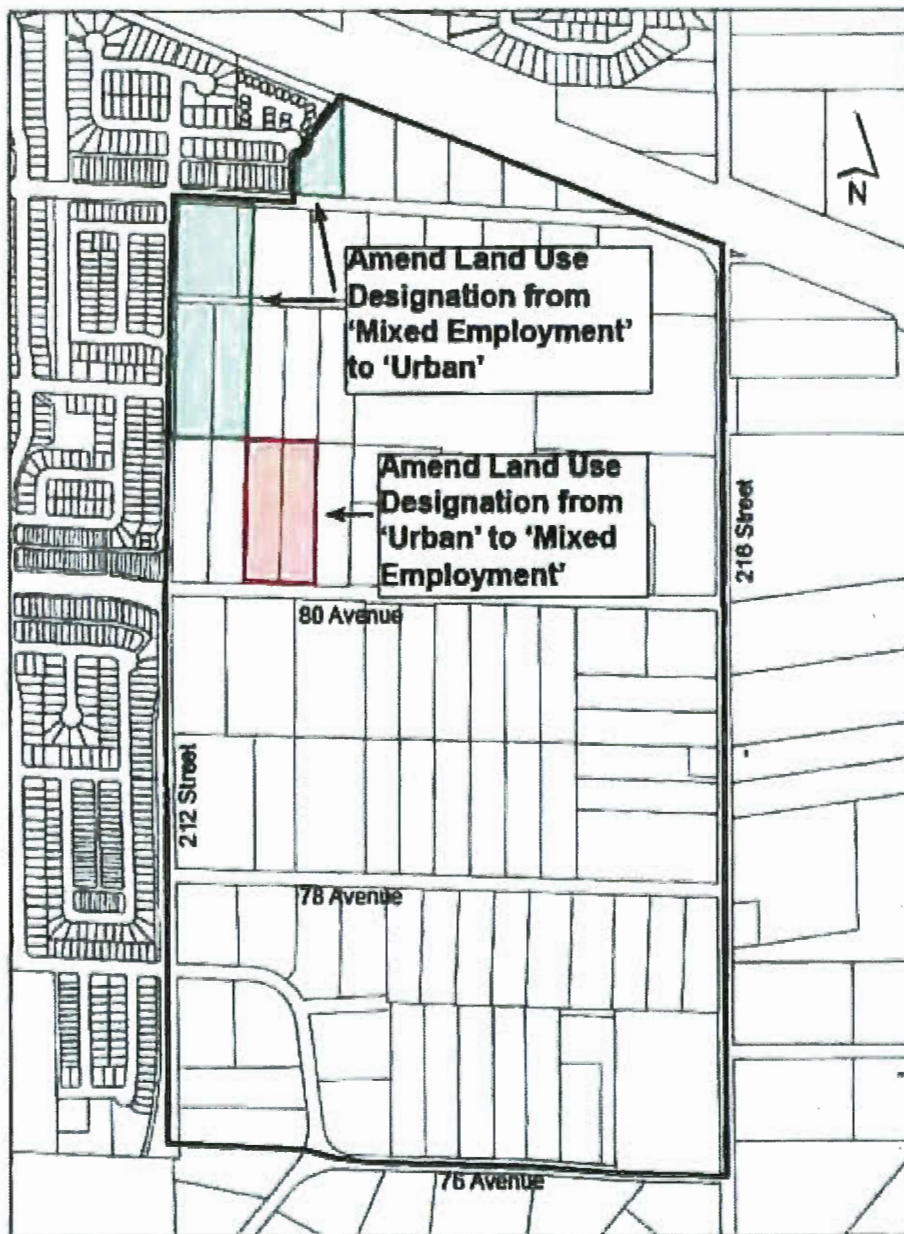 N
Amend Land Use
Designation from
‘Mixed Employment’
to ‘Urban’
Amend Land Use
Designation from
‘Urban’ to ‘Mixed
Employment’
216 Street
80 Avenue
212 Street
78 Avenue
76 Avenue